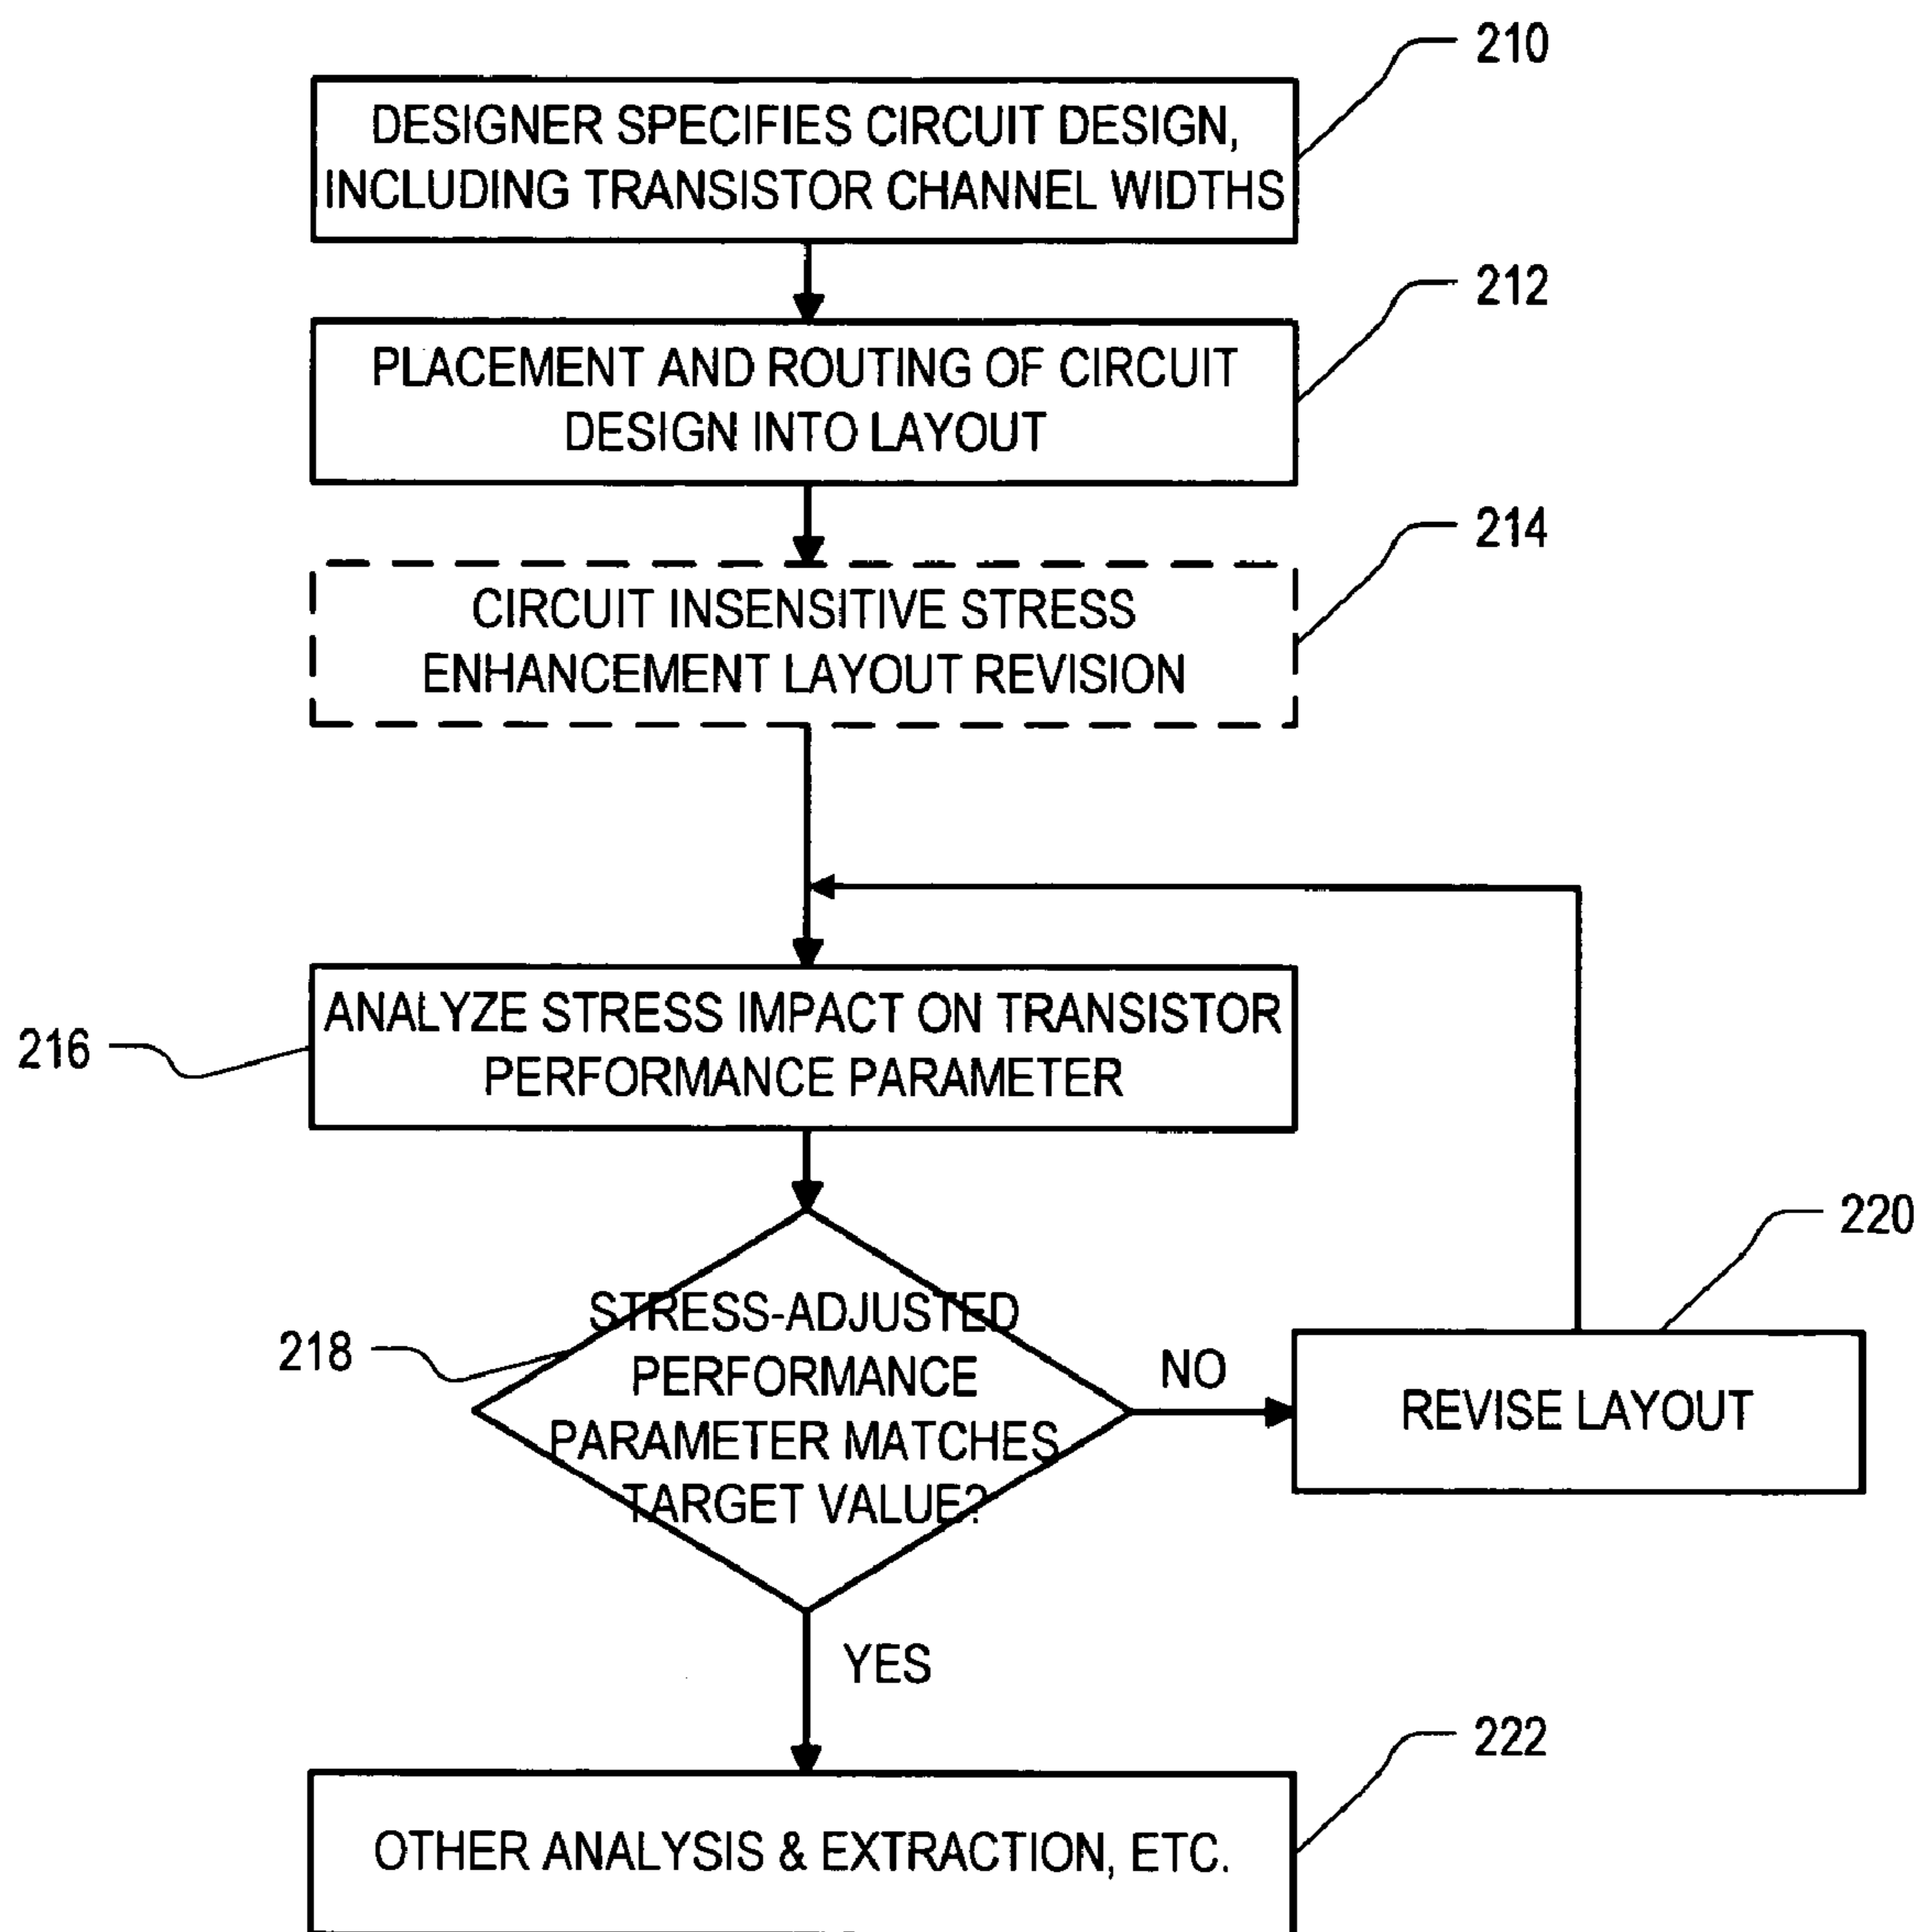 210
DESIGNER SPECIFIES CIRCUIT DESIGN,
INCLUDING TRANSISTOR CHANNEL WIDTHS
212
PLACEMENT AND ROUTING OF CIRCUIT
DESIGN INTO LAYOUT
214
CIRCUIT INSENSITIVE STRESS
ENHANCEMENT LAYOUT REVISION
216
ANALYZE STRESS IMPACT ON TRANSISTOR
PERFORMANCE PARAMETER
218
STRESS-ADJUSTED
PERFORMANCE
PARAMETER MATCHES
TARGET VALUE?
NO
220
REVISE LAYOUT
YES
222
OTHER ANALYSIS & EXTRACTION, ETC.